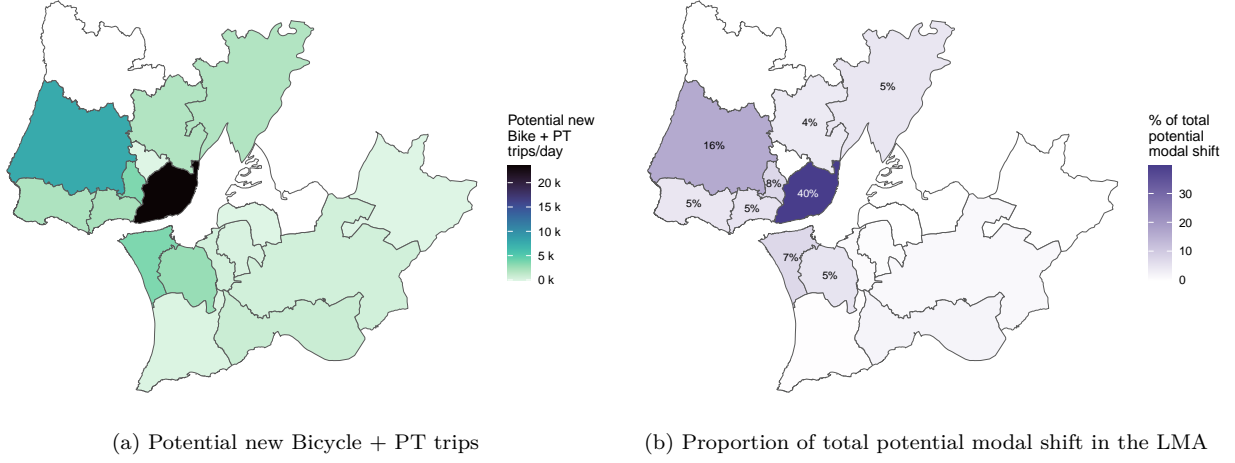 Potential new
Bike + PT
trips/day
20 k
15 k
10 k
5 k
0 k
(a) Potential new Bicycle + PT trips
5%
4%
16%
8%
40%
5%
5%
7%
5%
% of total
potential
modal shift
30
20
10
0
(b) Proportion of total potential modal shift in the LMA